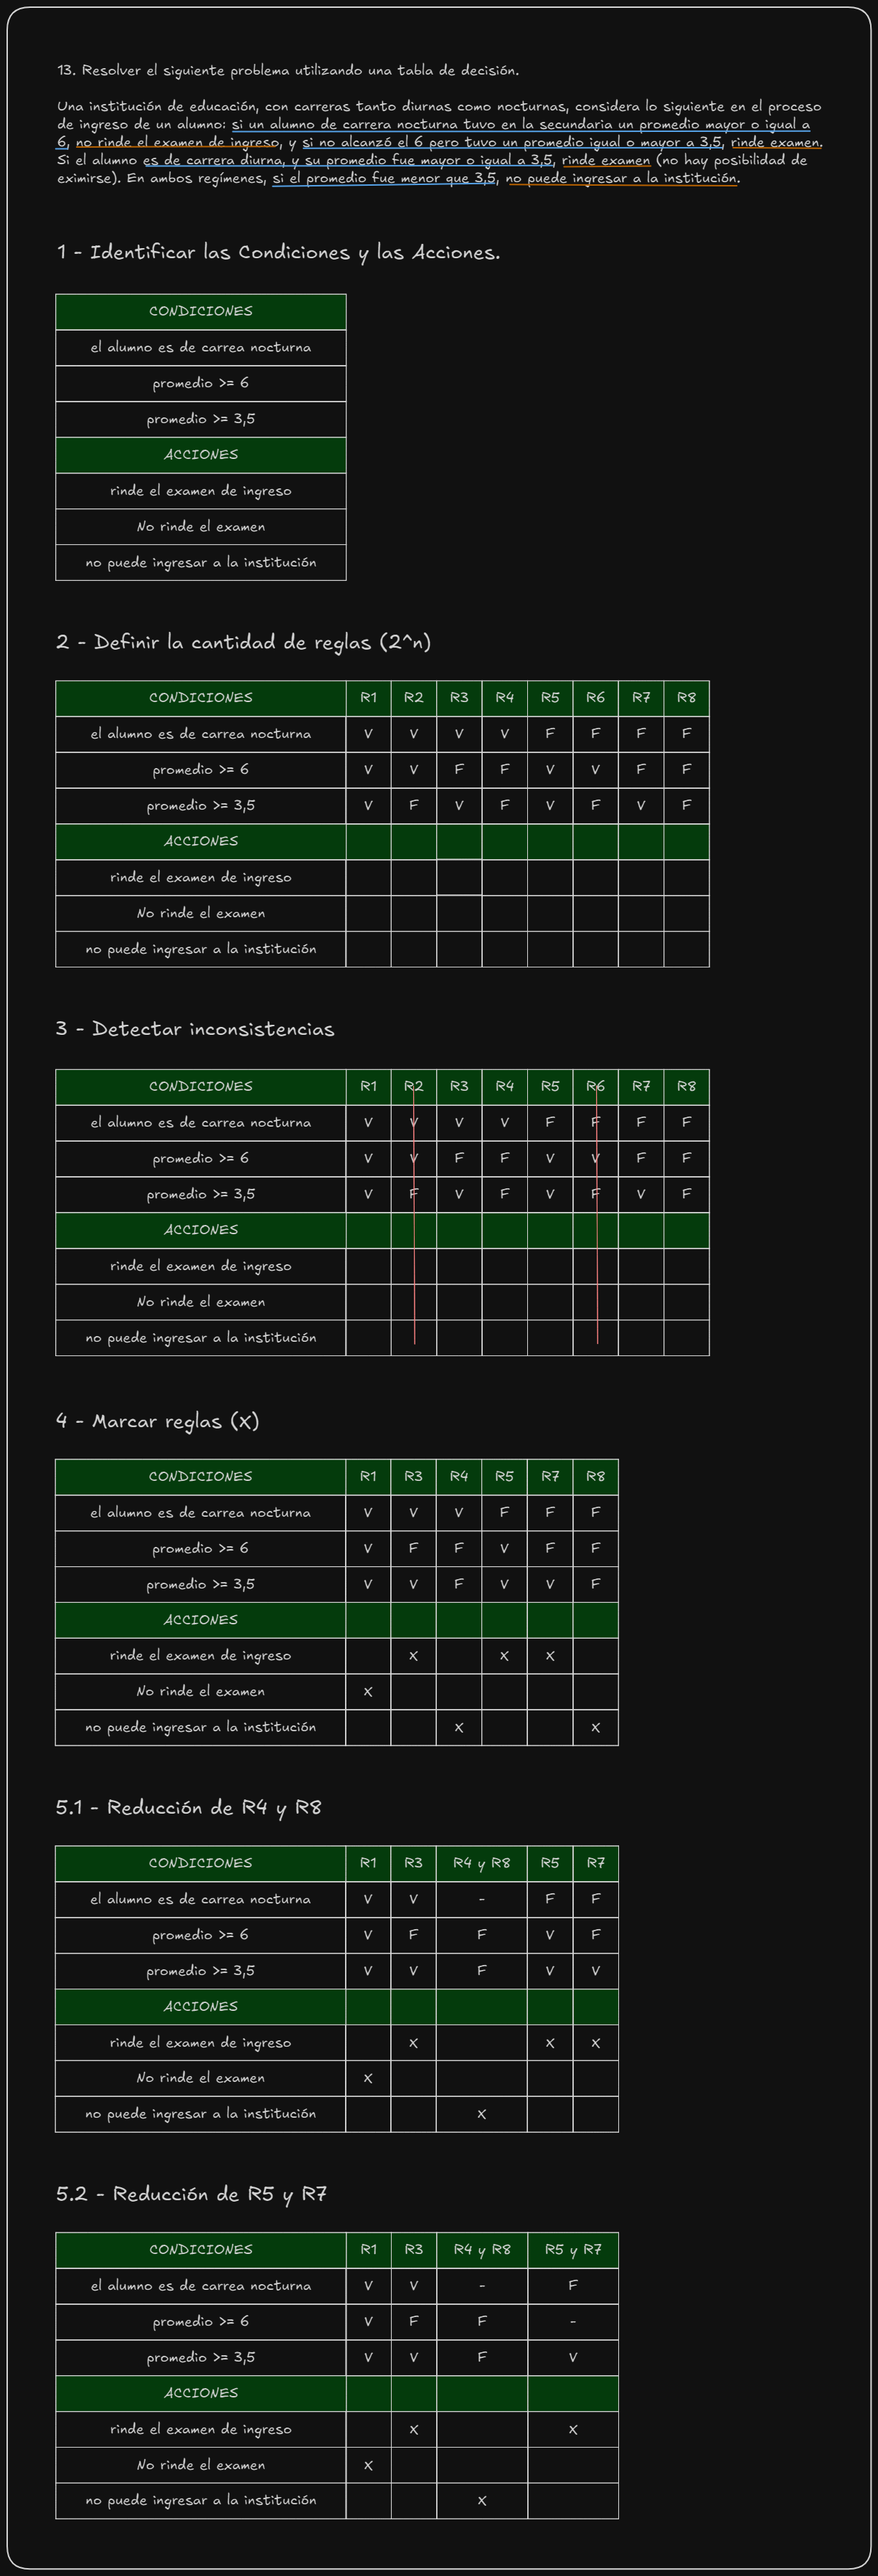 13. Resolver el siguiente problema utilizando una tabla de decisión.
Una institución de educación, con carreras tanto diurnas como nocturnas, considera lo siguiente en el proceso
de ingreso de un alumno: si un alumno de carrera nocturna tuvo en la secundaria un promedio mayor o igual a
6, no rinde el examen de ingreso, y si no alcanzó el 6 pero tuvo un promedio igual o mayor a 3,5, rinde examen.
Si el alumno es de carrera diurna, y su promedio fue mayor o igual a 3,5, rinde examen (no hay posibilidad de
eximirse). En ambos regímenes, si el promedio fue menor que 3,5, no puede ingresar a la institución.
1 - Identificar las Condiciones y las Acciones.
CONDICIONES
el alumno es de carrea nocturna
promedio >= 6
promedio >= 3,5
ACCIONES
rinde el examen de ingreso
No rinde el examen
no puede ingresar a la institución
2 - Definir la cantidad de reglas (2^n)
CONDICIONES R1 R2 R3 R4 R5 R6 R7 R8
el alumno es de carrea nocturna V V V V F F F F
promedio >= 6 V V F F V V F F
promedio >= 3,5 V F V F V F V F
ACCIONES
rinde el examen de ingreso
No rinde el examen
no puede ingresar a la institución
3 - Detectar inconsistencias
CONDICIONES R1 R2 R3 R4 R5 R6 R7 R8
el alumno es de carrea nocturna V V V V F F F F
promedio >= 6 V V F F V V F F
promedio >= 3,5 V F V F V F V F
ACCIONES
rinde el examen de ingreso
No rinde el examen
no puede ingresar a la institución
4 - Marcar reglas (X)
CONDICIONES R1 R3 R4 R5 R7 R8
el alumno es de carrea nocturna V V V F F F
promedio >= 6 V F F V F F
promedio >= 3,5 V V F V V F
ACCIONES
rinde el examen de ingreso X X X
No rinde el examen X
no puede ingresar a la institución X X
5.1 - Reducción de R4 y R8
CONDICIONES R1 R3 R4 y R8 R5 R7
el alumno es de carrea nocturna V V - F F
promedio >= 6 V F F V F
promedio >= 3,5 V V F V V
ACCIONES
rinde el examen de ingreso X X X
No rinde el examen X
no puede ingresar a la institución X
5.2 - Reducción de R5 y R7
CONDICIONES R1 R3 R4 y R8 R5 y R7
el alumno es de carrea nocturna V V - F
promedio >= 6 V F F -
promedio >= 3,5 V V F V
ACCIONES
rinde el examen de ingreso X X
No rinde el examen X
no puede ingresar a la institución X